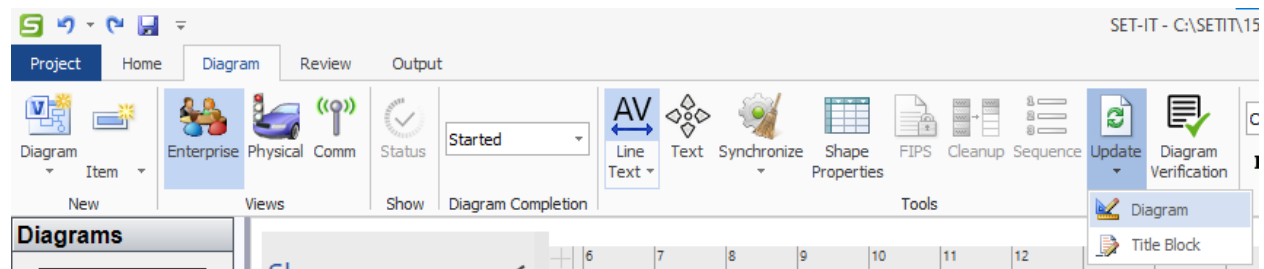 SET-IT - C:\SETIT\15
Project Home Diagram Review Output
AV
Started
Diagram Item Enterprise Physical Comm Status Line Text Text Synchronize Shape Properties FIPS Cleanup Sequence Update Diagram Verification
New Views Show Diagram Completion Tools
Diagram
Title Block
Diagrams
6 7 8 9 10 11 12